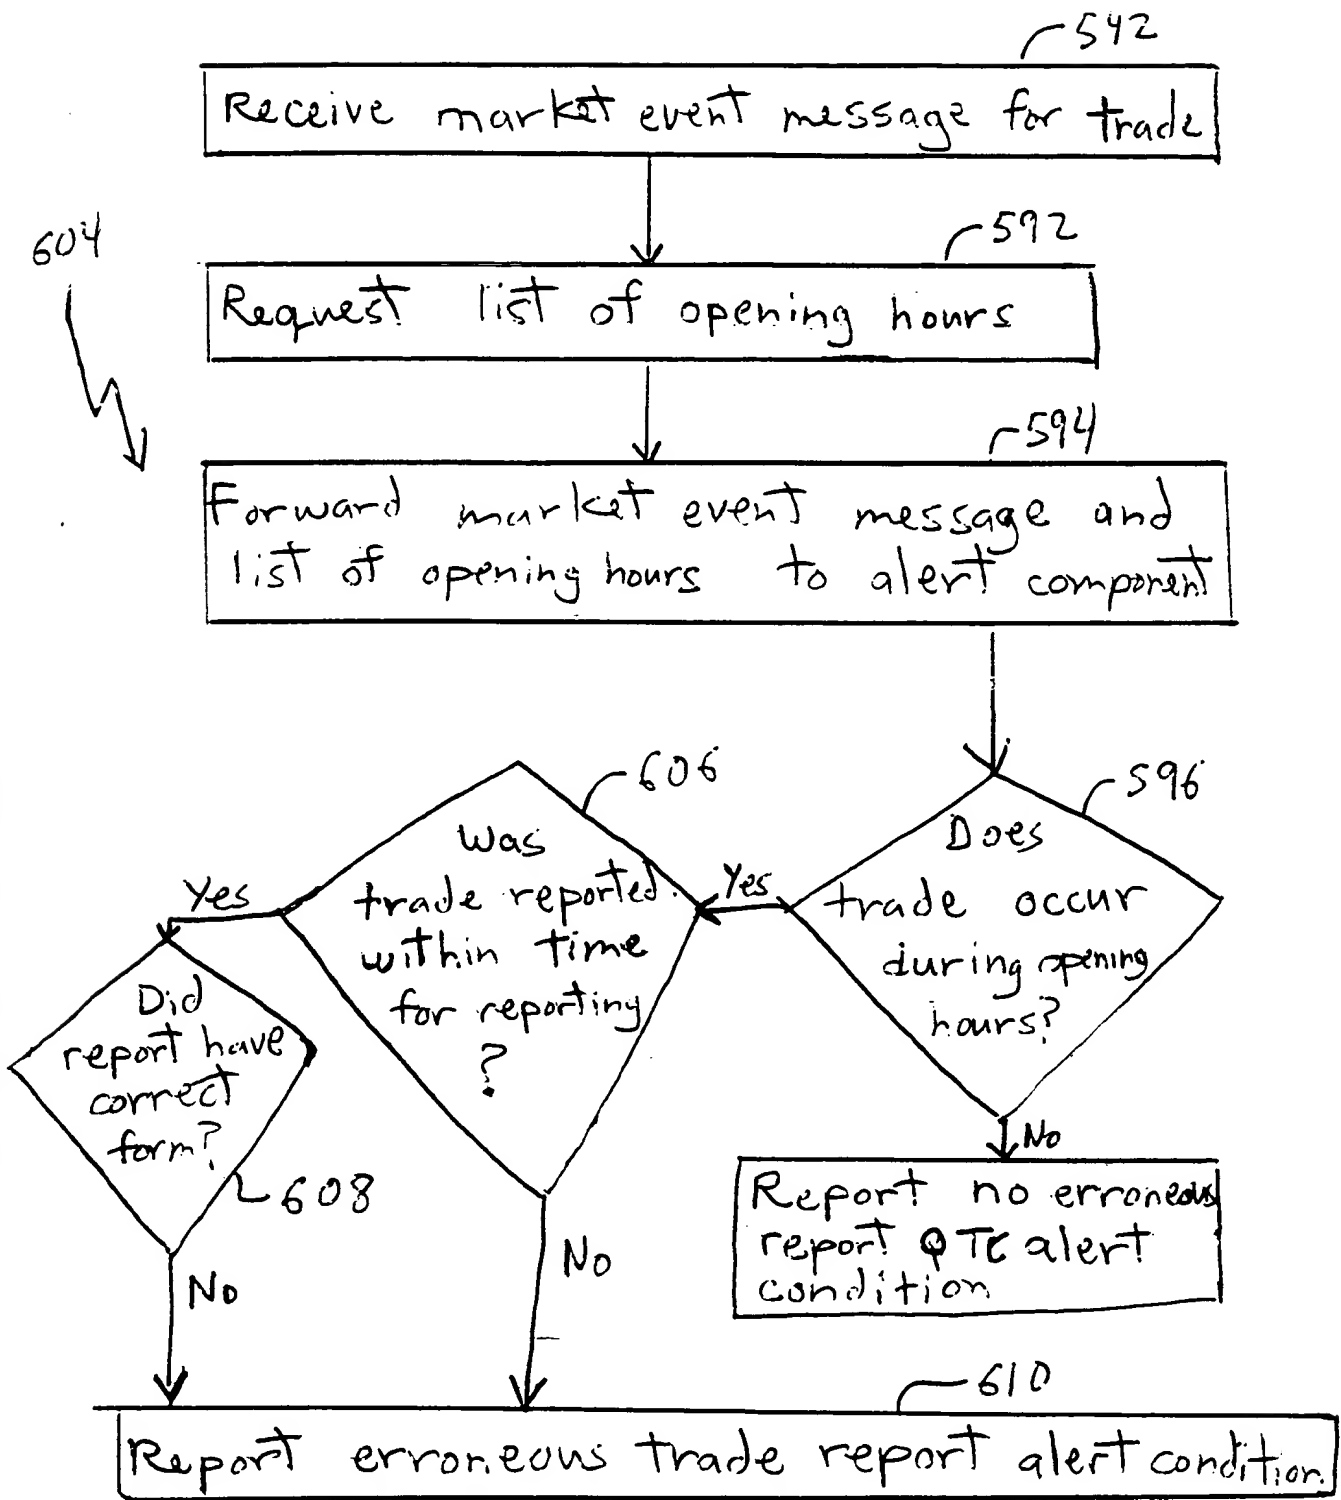 542
Receive market event message for trade
604
592
Request list of opening hours
594
Forward market event message and
list of opening hours to alert component
606
596
Was
trade reported
within time
for reporting
?
Yes
Does
trade occur
during opening
hours?
Yes
Did
report have
correct
form?
608
No
No
No
Report no erroneous
report OTC alert
condition
610
Report erroneous trade report alert condition